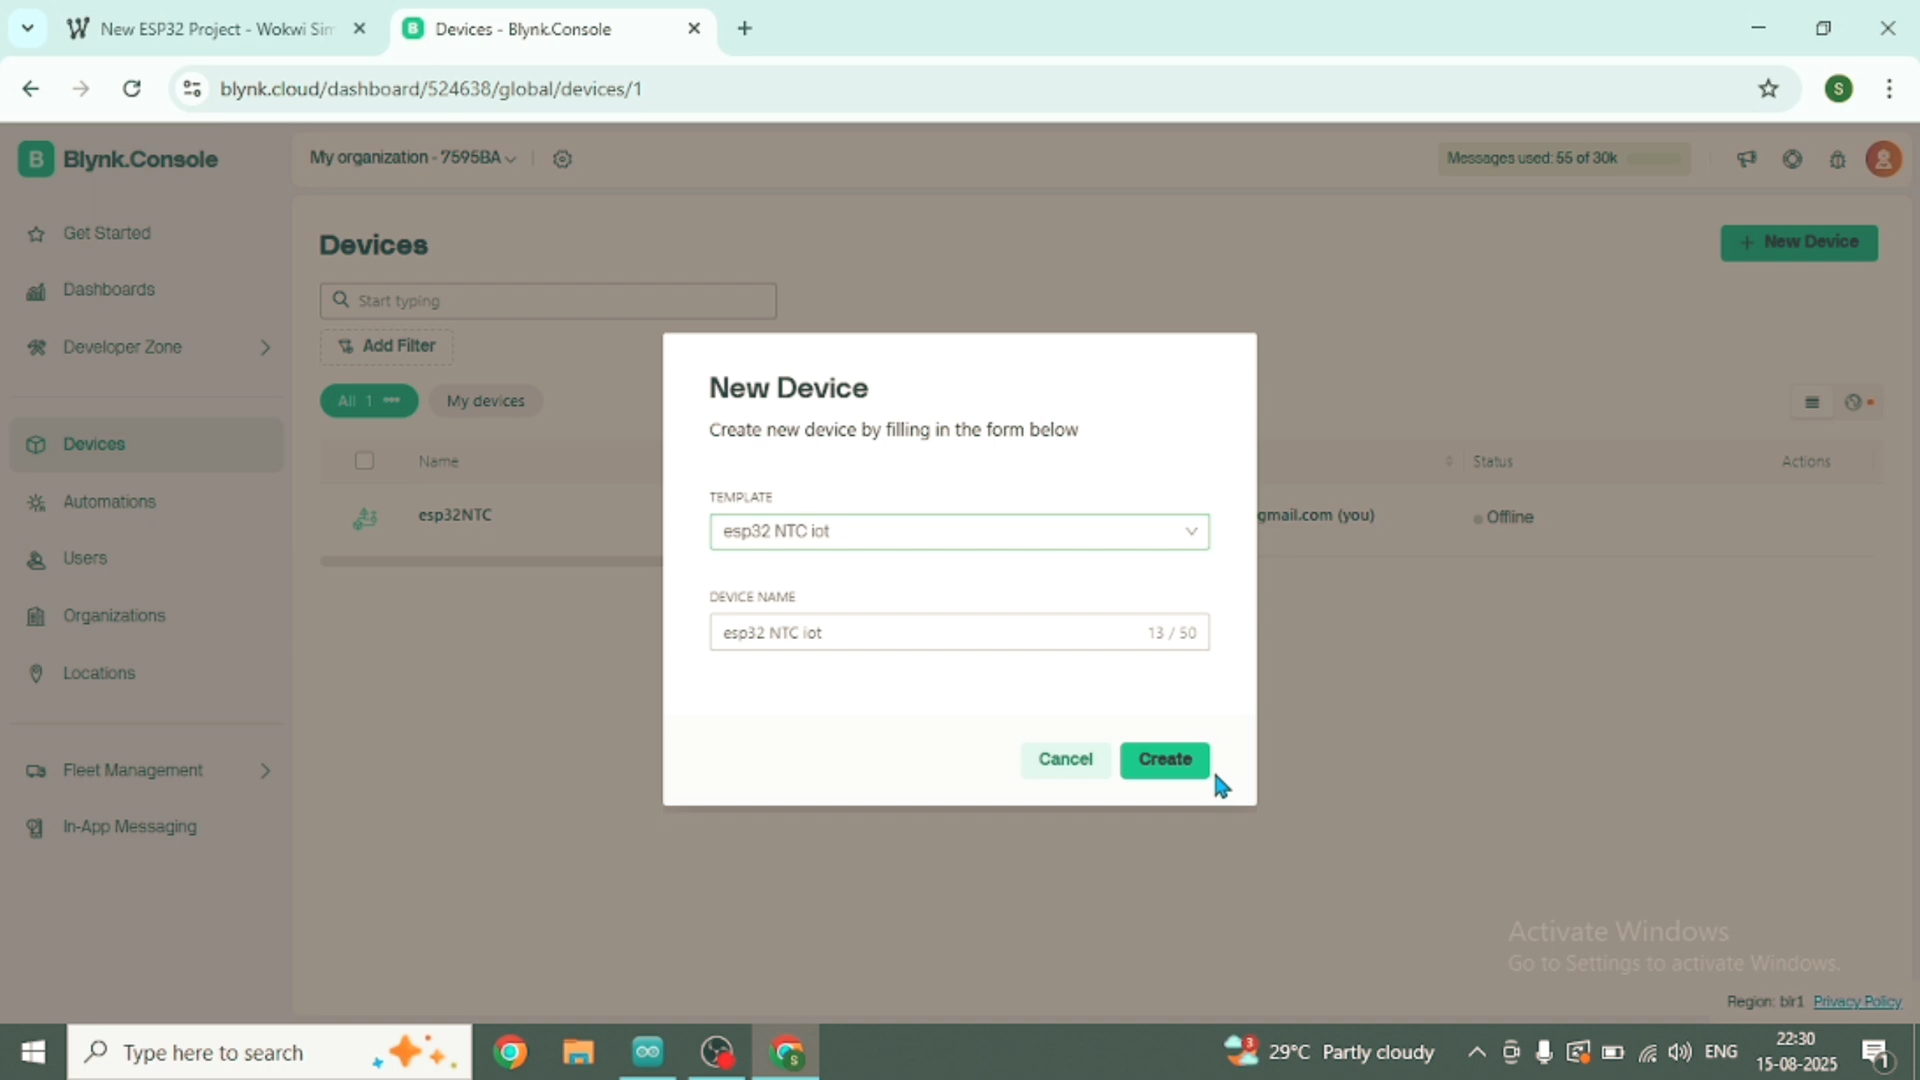 New ESP32 Project - Wokwi Sim
Devices - Blynk.Console
blynk.cloud/dashboard/524638/global/devices/1
S
B Blynk.Console
My organization - 7595BA
Messages used: 55 of 30k
Get Started
Dashboards
Developer Zone
Devices
Automations
Users
Organizations
Locations
Fleet Management
In-App Messaging
Devices
+ New Device
Start typing
Add Filter
All 1
My devices
Name
Status
Actions
esp32NTC
gmail.com (you)
Offline
New Device
Create new device by filling in the form below
TEMPLATE
esp32 NTC iot
DEVICE NAME
esp32 NTC iot
13 / 50
Cancel
Create
Activate Windows
Go to Settings to activate Windows.
Region: blr1 Privacy Policy
Type here to search
3
29°C Partly cloudy
ENG
22:30
15-08-2025
1